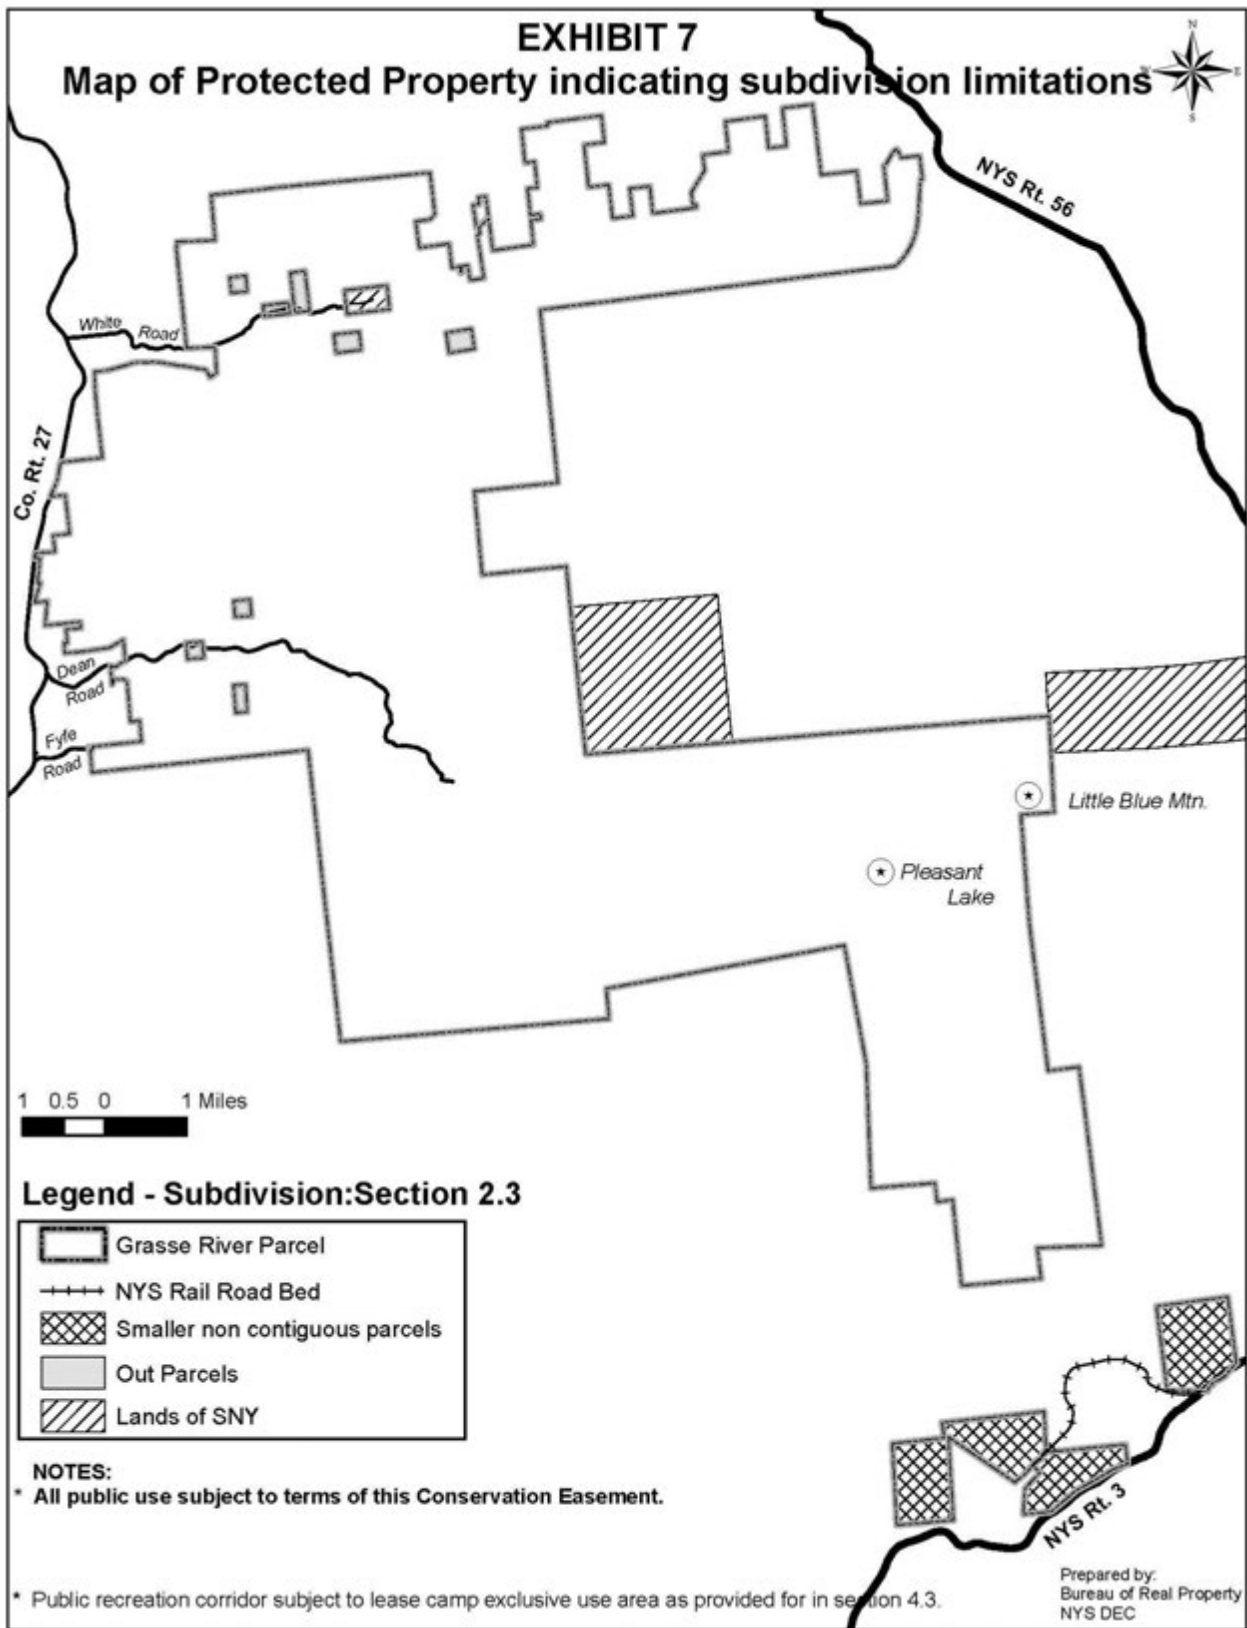 EXHIBIT 7
Map of Protected Property indicating subdivision limitations
N
E
S
NYS Rt. 56
White Road
Co. Rt. 27
Dean
Road
Fyfe
Road
Little Blue Mtn.
Pleasant
Lake
1 0.5 0 1 Miles
Legend - Subdivision:Section 2.3
Grasse River Parcel
NYS Rail Road Bed
Smaller non contiguous parcels
Out Parcels
Lands of SNY
NOTES:
* All public use subject to terms of this Conservation Easement.
NYS Rt. 3
* Public recreation corridor subject to lease camp exclusive use area as provided for in section 4.3.
Prepared by:
Bureau of Real Property
NYS DEC